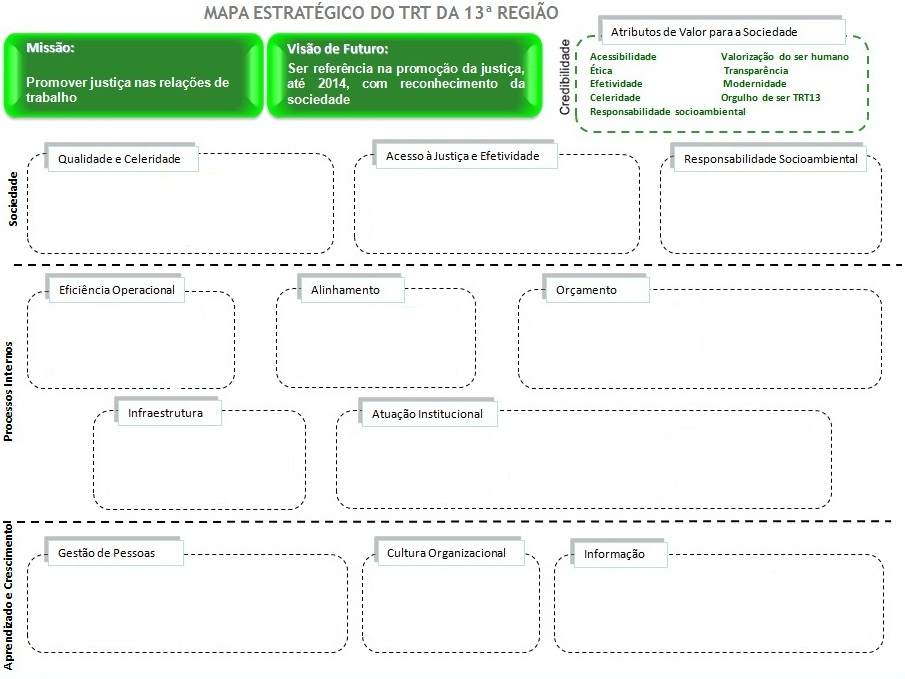 MAPA ESTRATÉGICO DO TRT DA 13ª REGIÃO
Missão:
Promover justiça nas relações de
trabalho
Visão de Futuro:
Ser referência na promoção da justiça,
até 2014, com reconhecimento da
sociedade
Credibilidade
Atributos de Valor para a Sociedade
Acessibilidade Valorização do ser humano
Ética Transparência
Efetividade Modernidade
Celeridade Orgulho de ser TRT13
Responsabilidade socioambiental
Sociedade
Qualidade e Celeridade
Acesso à Justiça e Efetividade
Responsabilidade Socioambiental
Processos Internos
Eficiência Operacional
Alinhamento
Orçamento
Infraestrutura
Atuação Institucional
Aprendizado e Crescimento
Gestão de Pessoas
Cultura Organizacional
Informação